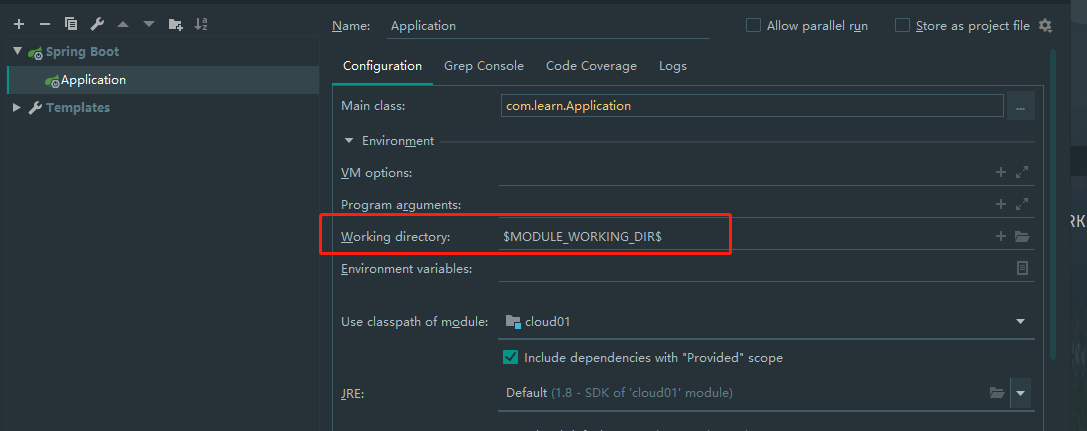 Name: Application Allow parallel run Store as project file
Spring Boot
Application
Templates
Configuration Grep Console Code Coverage Logs
Main class: com.learn.Application ...
Environment
VM options:
Program arguments:
Working directory: $MODULE_WORKING_DIR$
RK
Environment variables:
Use classpath of module: cloud01
Include dependencies with "Provided" scope
JRE: Default (1.8 - SDK of 'cloud01' module)